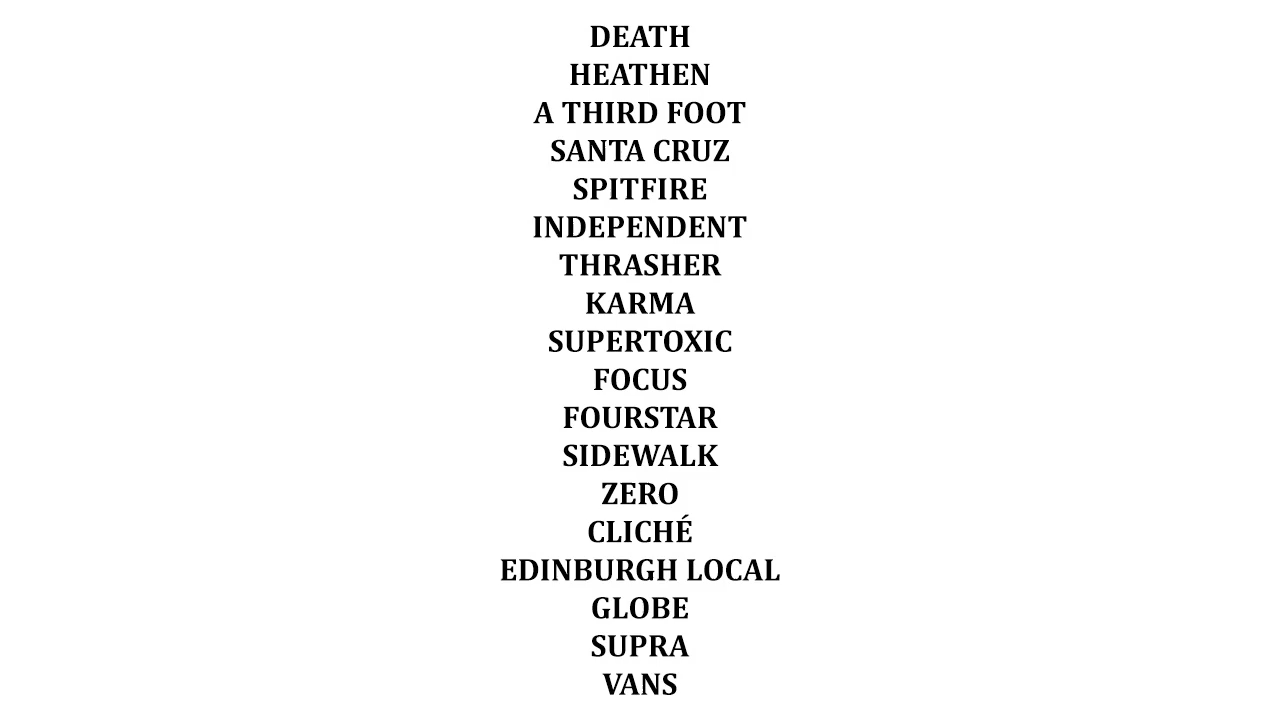 DEATH
HEATHEN
A THIRD FOOT
SANTA CRUZ
SPITFIRE
INDEPENDENT
THRASHER
KARMA
SUPERTOXIC
FOCUS
FOURSTAR
SIDEWALK
ZERO
CLICHÉ
EDINBURGH LOCAL
GLOBE
SUPRA
VANS